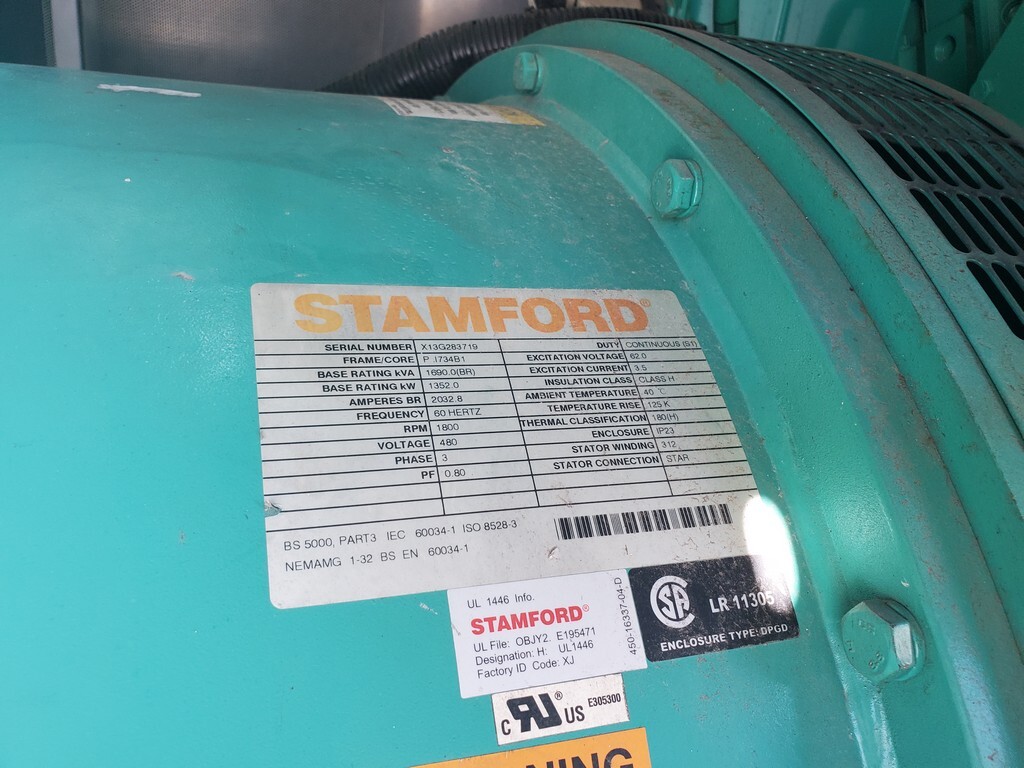 STAMFORD®
SERIAL NUMBER X13G283719 DUTY CONTINUOUS (S1)
FRAME/CORE P .I734B1 EXCITATION VOLTAGE 62.0
BASE RATING kVA 1690.0(BR) EXCITATION CURRENT 3.5
BASE RATING kW 1352.0 INSULATION CLASS CLASS H
AMPERES BR 2032.8 AMBIENT TEMPERATURE 40 ℃
FREQUENCY 60 HERTZ TEMPERATURE RISE 125 K
RPM 1800 THERMAL CLASSIFICATION 180(H)
VOLTAGE 480 ENCLOSURE IP23
PHASE 3 STATOR WINDING 312
PF 0.80 STATOR CONNECTION STAR
BS 5000, PART3 IEC 60034-1 ISO 8528-3
NEMAMG 1-32 BS EN 60034-1
UL 1446 Info.
STAMFORD®
UL File: OBJY2. E195471
Designation: H: UL1446
Factory ID Code: XJ
450-16337-04-D
SA LR 11305
ENCLOSURE TYPE: DPGD
C RU® US E305300